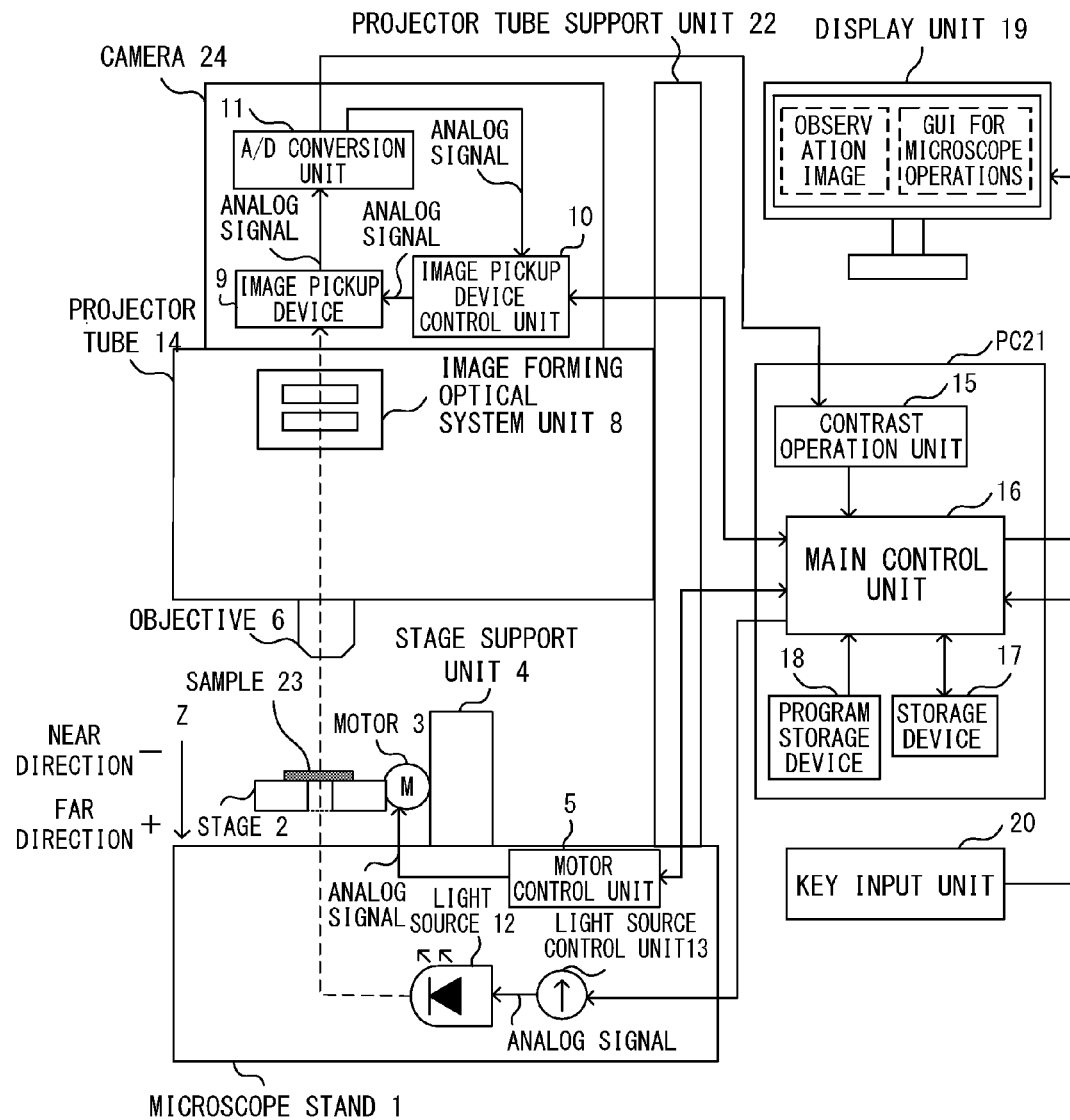 PROJECTOR TUBE SUPPORT UNIT 22
DISPLAY UNIT 19
CAMERA 24
11
A/D CONVERSION
UNIT
ANALOG
SIGNAL
OBSERV
ATION
IMAGE
GUI FOR
MICROSCOPE
OPERATIONS
ANALOG
SIGNAL
ANALOG
SIGNAL
10
9
IMAGE PICKUP
DEVICE
IMAGE PICKUP
DEVICE
CONTROL UNIT
PROJECTOR
TUBE 14
IMAGE FORMING
OPTICAL
SYSTEM UNIT 8
PC21
15
CONTRAST
OPERATION UNIT
16
MAIN CONTROL
UNIT
OBJECTIVE 6
STAGE SUPPORT
UNIT 4
SAMPLE 23
MOTOR 3
Z
NEAR
DIRECTION −
FAR
DIRECTION +
M
STAGE 2
18
PROGRAM
STORAGE
DEVICE
17
STORAGE
DEVICE
5
MOTOR
CONTROL UNIT
ANALOG
SIGNAL
20
KEY INPUT UNIT
LIGHT
SOURCE 12
LIGHT SOURCE
CONTROL UNIT13
ANALOG SIGNAL
MICROSCOPE STAND 1